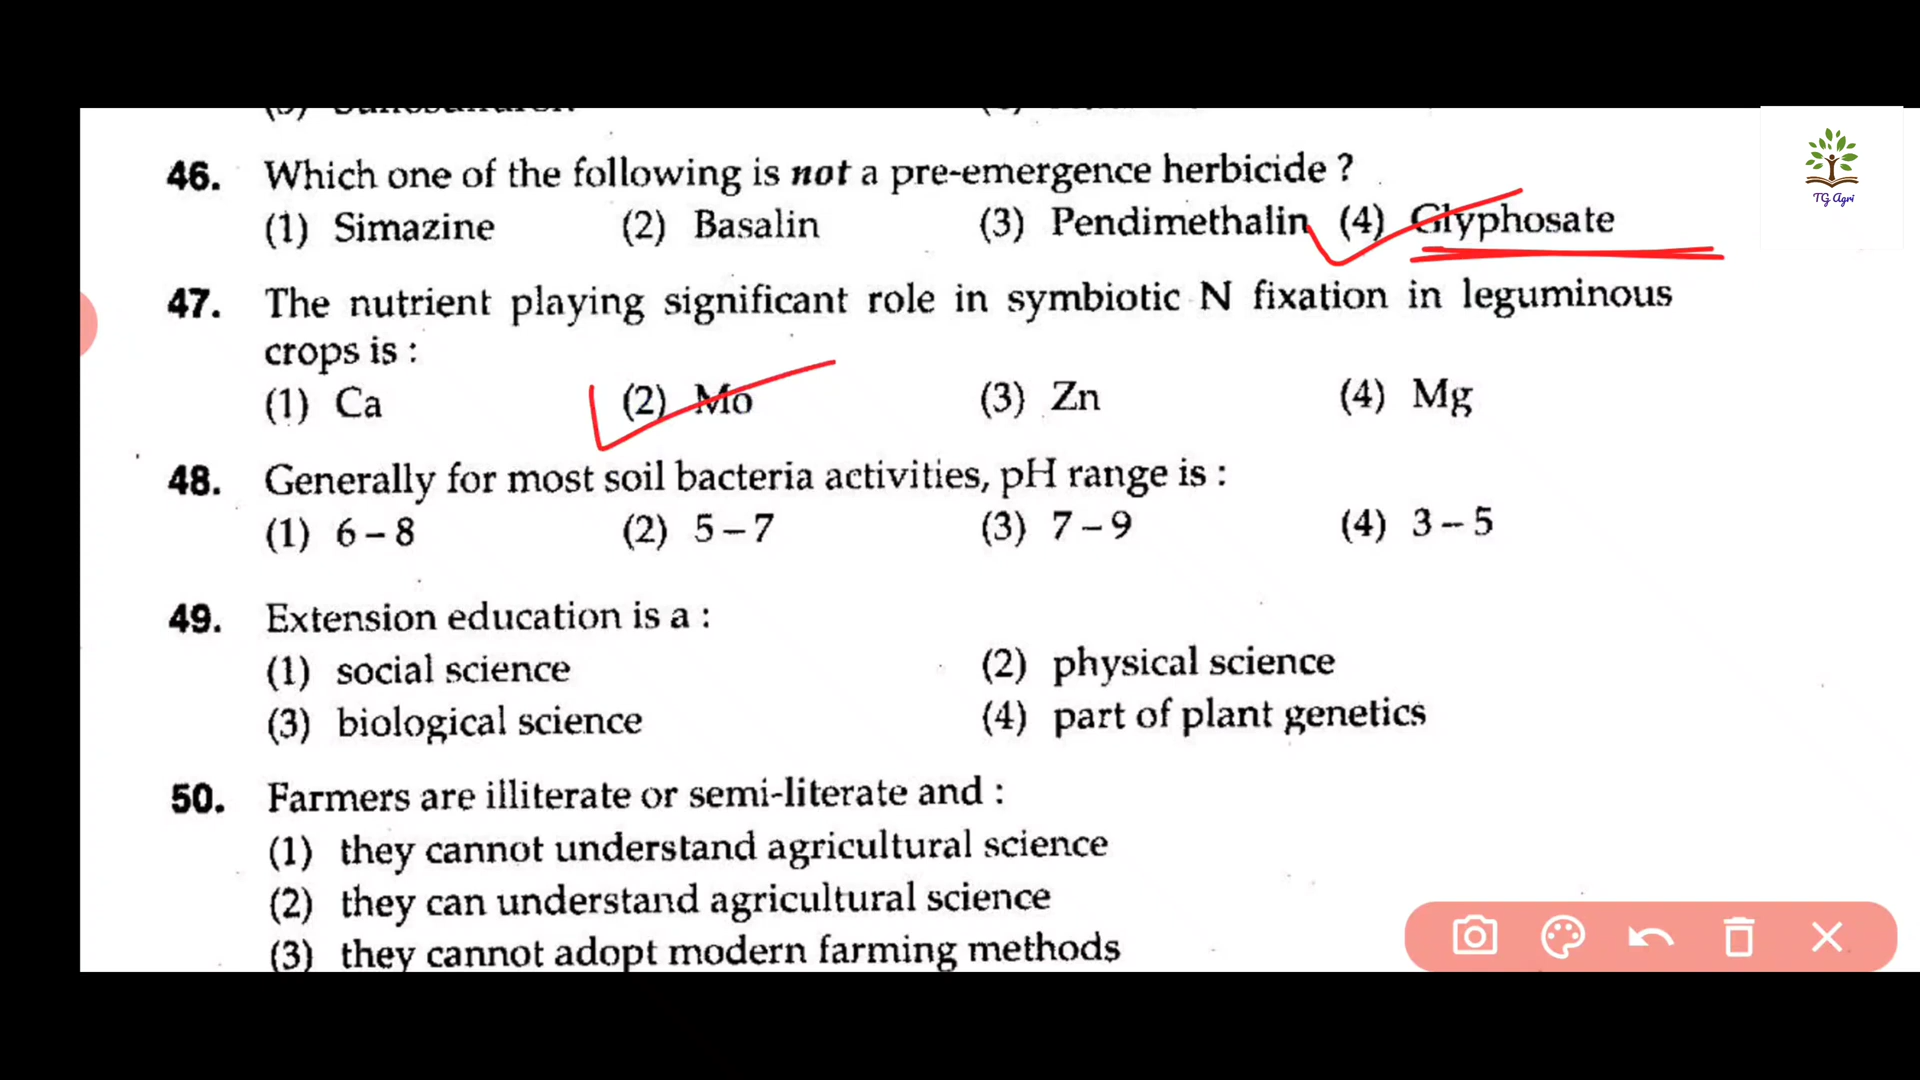 46. Which one of the following is not a pre-emergence herbicide ?
(1) Simazine (2) Basalin (3) Pendimethalin (4) Glyphosate
TG Agri
47. The nutrient playing significant role in symbiotic N fixation in leguminous
crops is :
(1) Ca (2) Mo (3) Zn (4) Mg
48. Generally for most soil bacteria activities, pH range is :
(1) 6 – 8 (2) 5 – 7 (3) 7 – 9 (4) 3 – 5
49. Extension education is a :
(1) social science (2) physical science
(3) biological science (4) part of plant genetics
50. Farmers are illiterate or semi-literate and :
(1) they cannot understand agricultural science
(2) they can understand agricultural science
(3) they cannot adopt modern farming methods